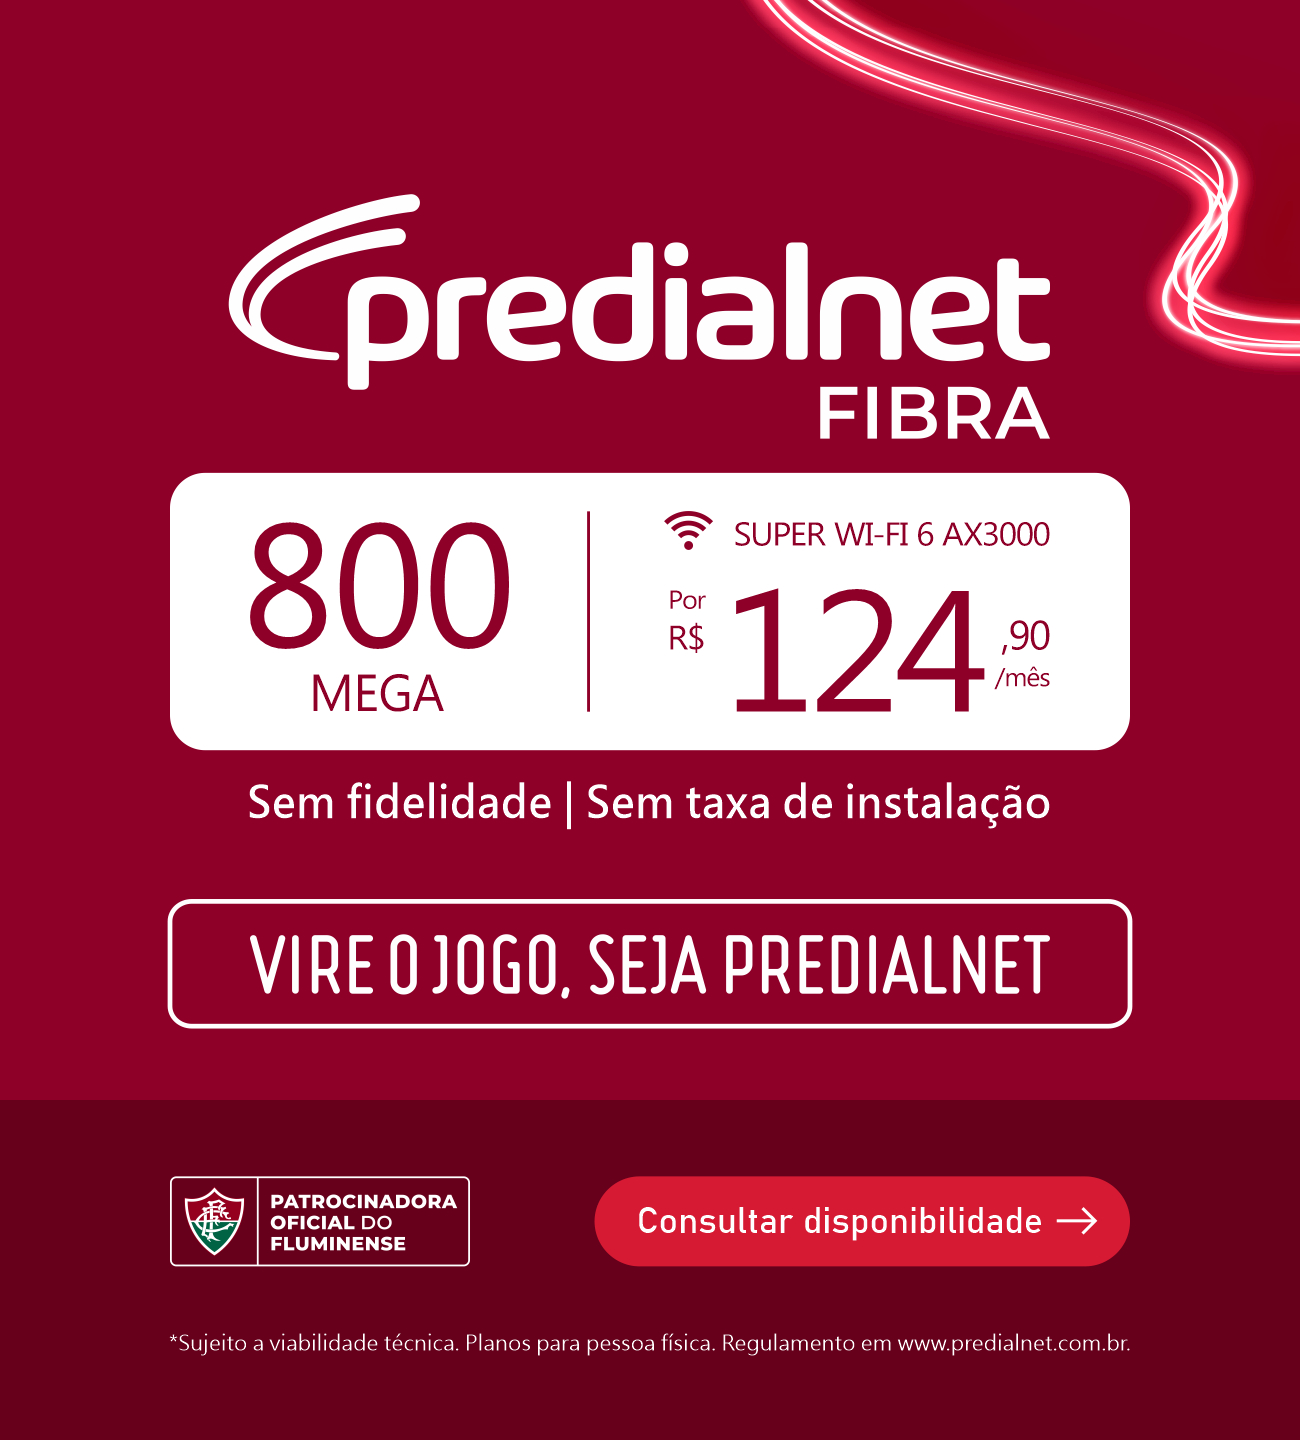 predialnet
FIBRA
800
MEGA
SUPER WI-FI 6 AX3000
Por
R$ 124,90
/mês
Sem fidelidade | Sem taxa de instalação
VIRE O JOGO, SEJA PREDIALNET
PATROCINADORA
OFICIAL DO
FLUMINENSE
Consultar disponibilidade →
*Sujeito a viabilidade técnica. Planos para pessoa física. Regulamento em www.predialnet.com.br.